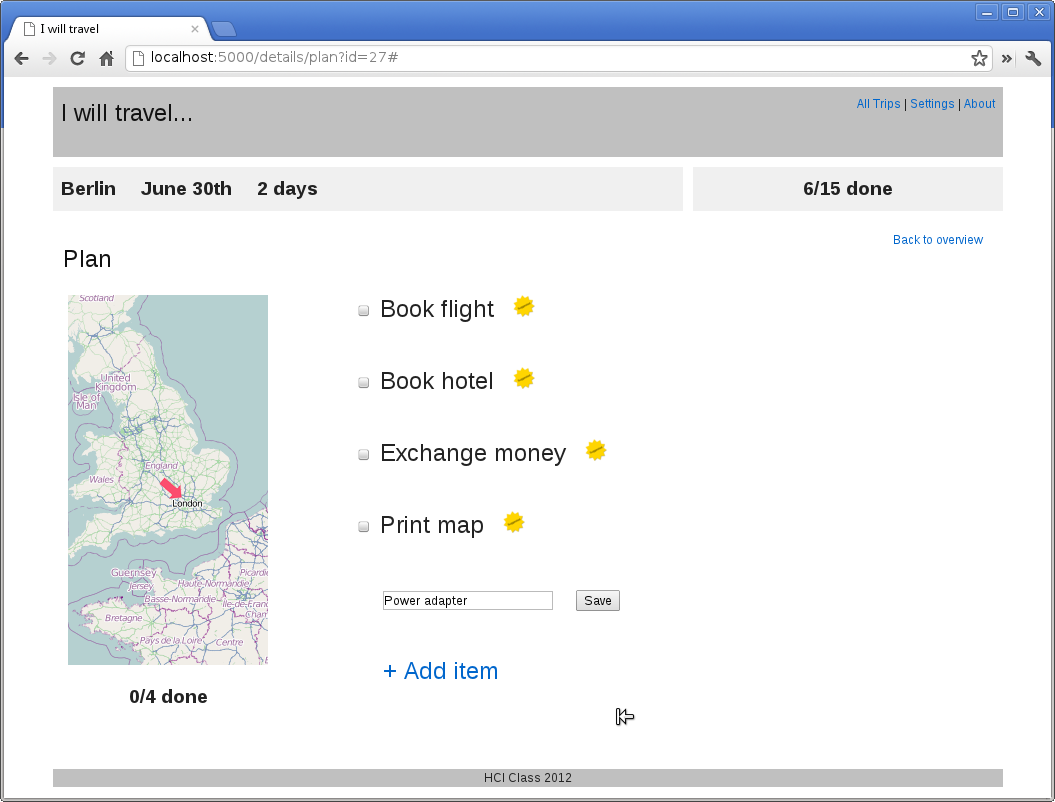 I will travel
localhost:5000/details/plan?id=27#
I will travel...
All Trips | Settings | About
Berlin June 30th 2 days
6/15 done
Back to overview
Plan
Scotland
United
Kingdom
Isle of
Man
England
Wales
London
Guernsey
Jersey
Picardie
Haute-Normandie
Basse-Normandie
Île-de-France
Cham
Bretagne
Pays de la Loire
Centre
0/4 done
Book flight
Book hotel
Exchange money
Print map
Power adapter
Save
+ Add item
HCI Class 2012